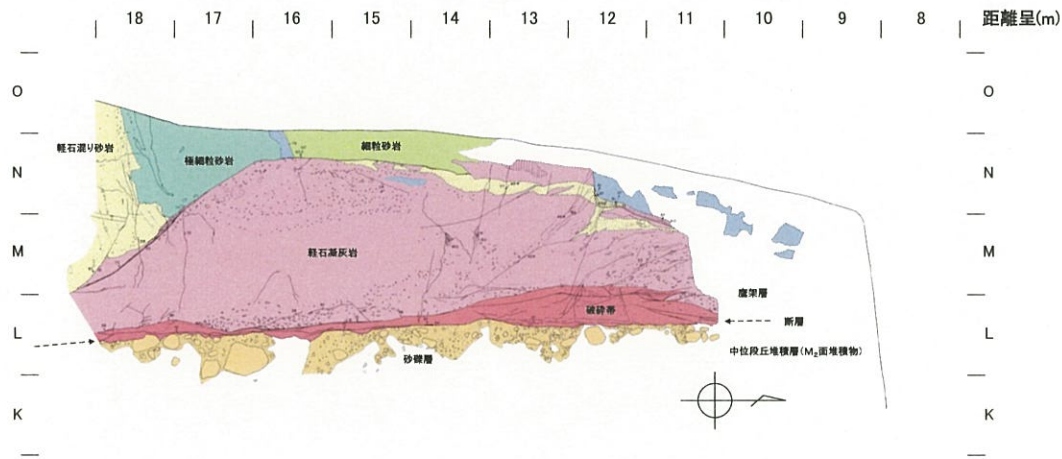 18 17 16 15 14 13 12 11 10 9 8 距離呈(m)
O O
軽石混り砂岩 極細粒砂岩 細粒砂岩
N N
M 軽石凝灰岩 M
鷹架層
破砕帯 断層
L L
砂礫層 中位段丘堆積層(M₂面堆積物)
K K